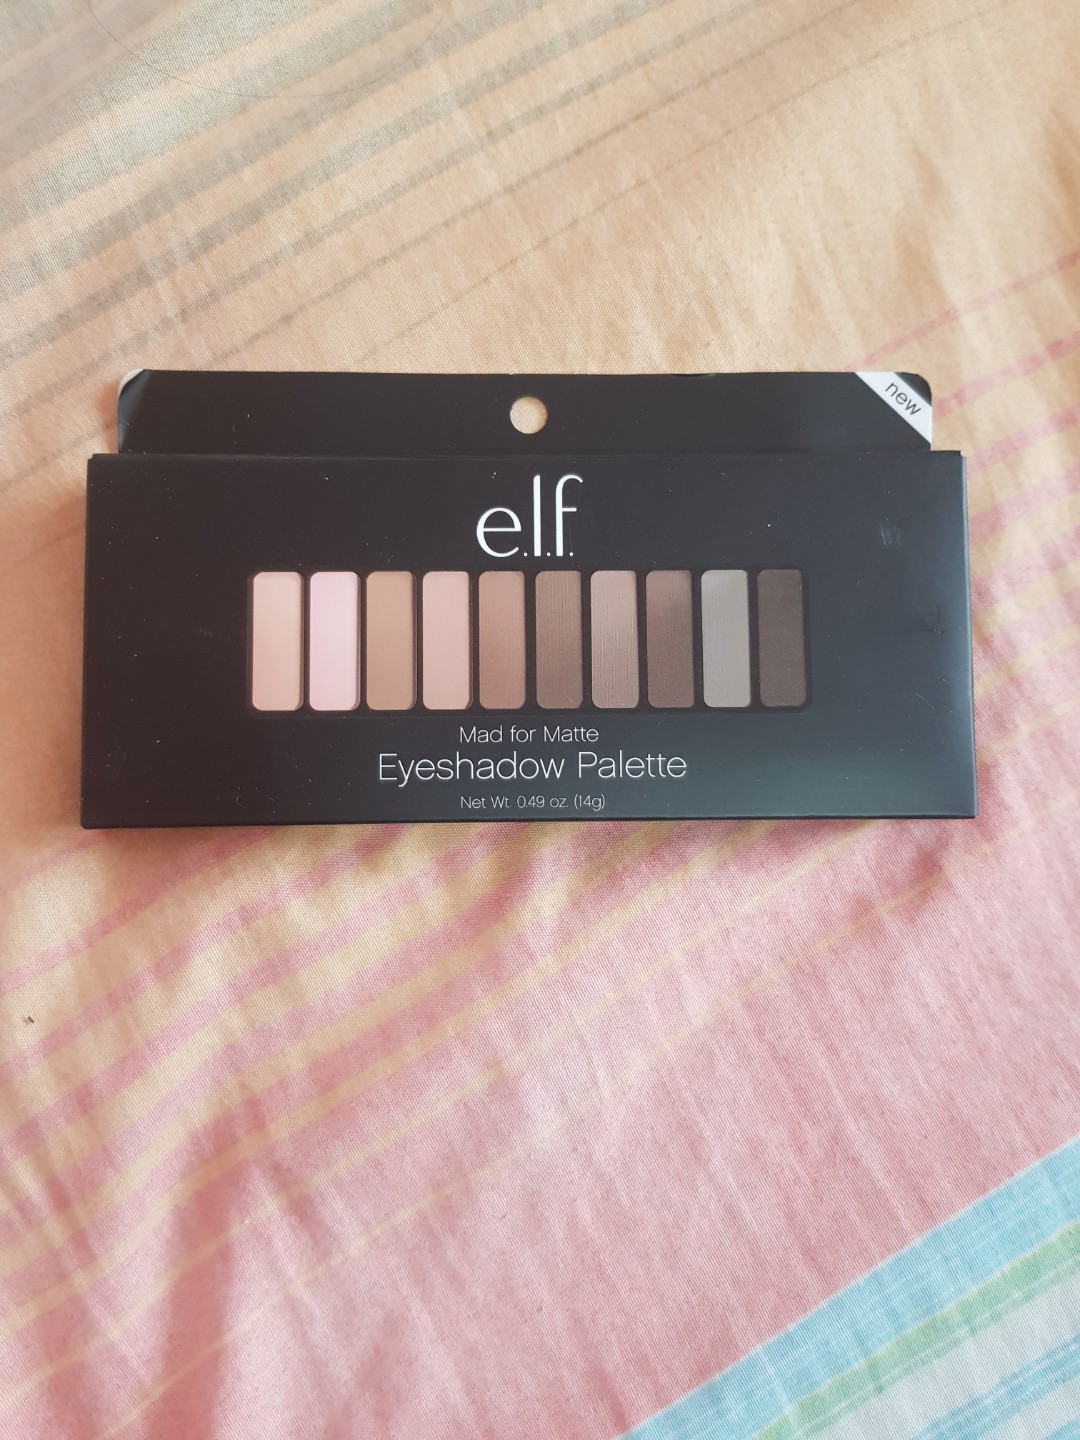 new
e.l.f.
Mad for Matte
Eyeshadow Palette
Net Wt. 0.49 oz. (14g)